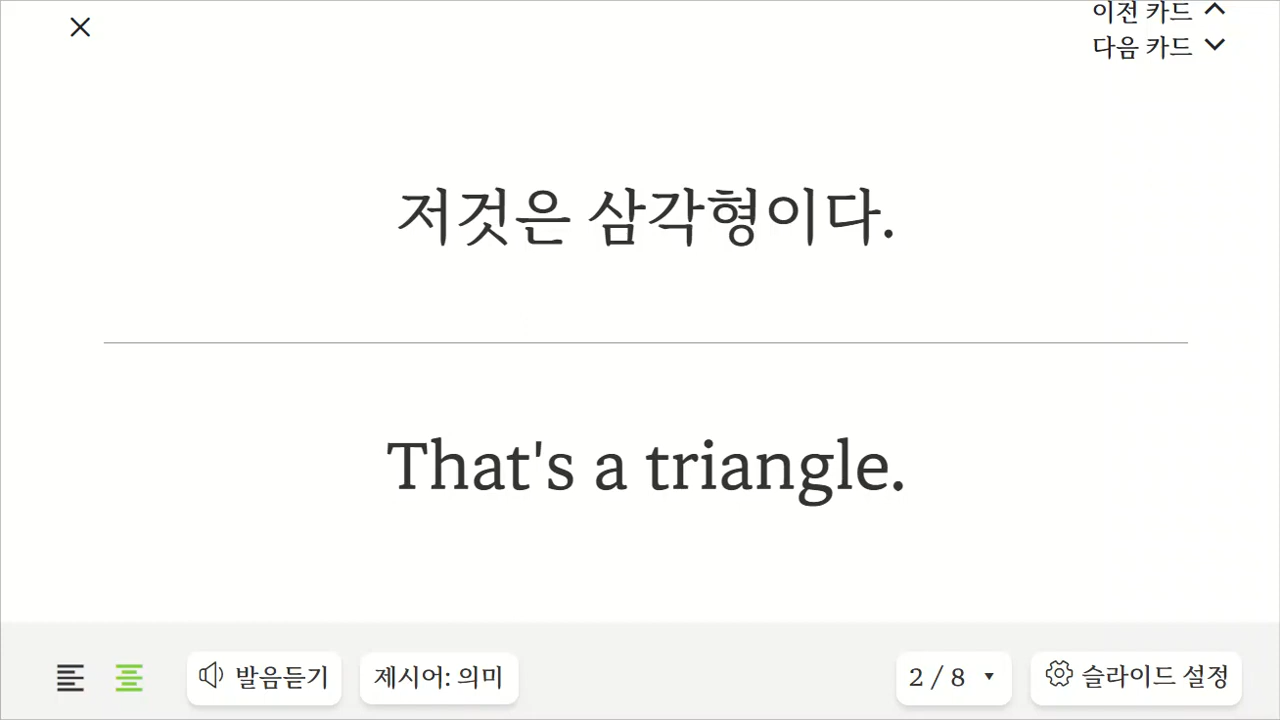 이전 카드
다음 카드
저것은 삼각형이다.
That's a triangle.
발음듣기
제시어: 의미
2 / 8
슬라이드 설정